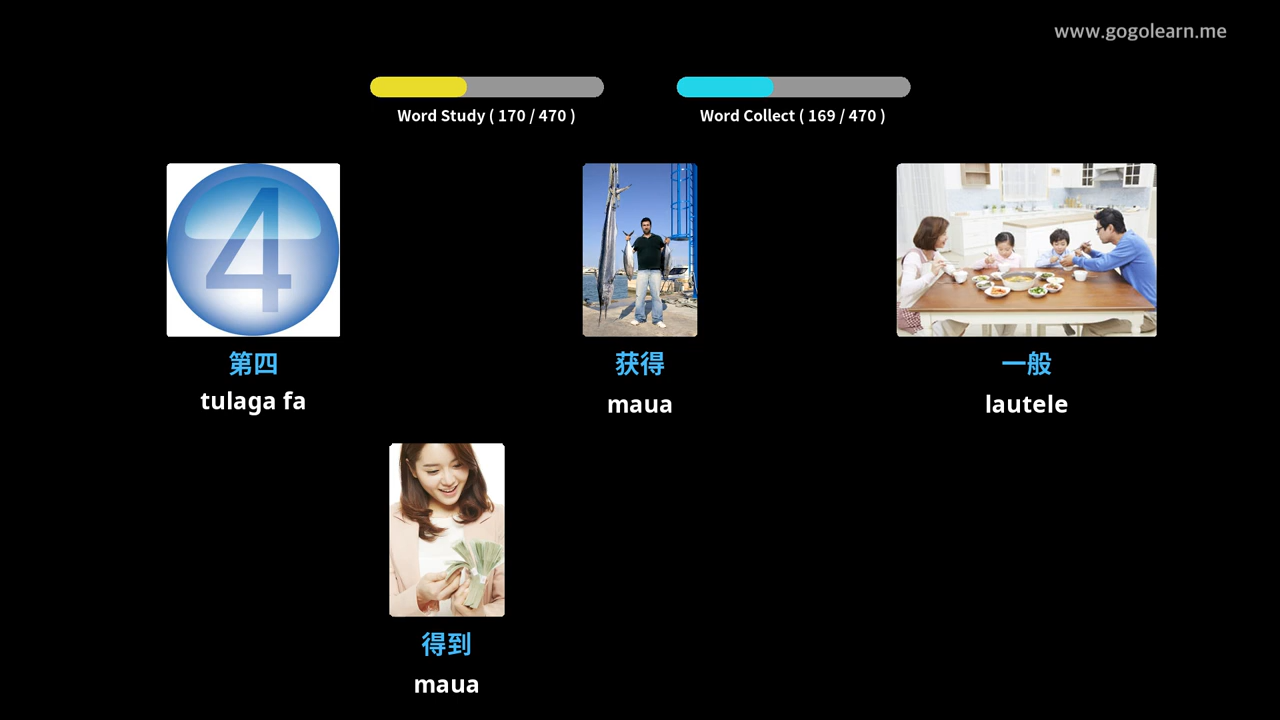 www.gogolearn.me
Word Study ( 170 / 470 )
Word Collect ( 169 / 470 )
4
第四
tulaga fa
获得
maua
一般
lautele
得到
maua